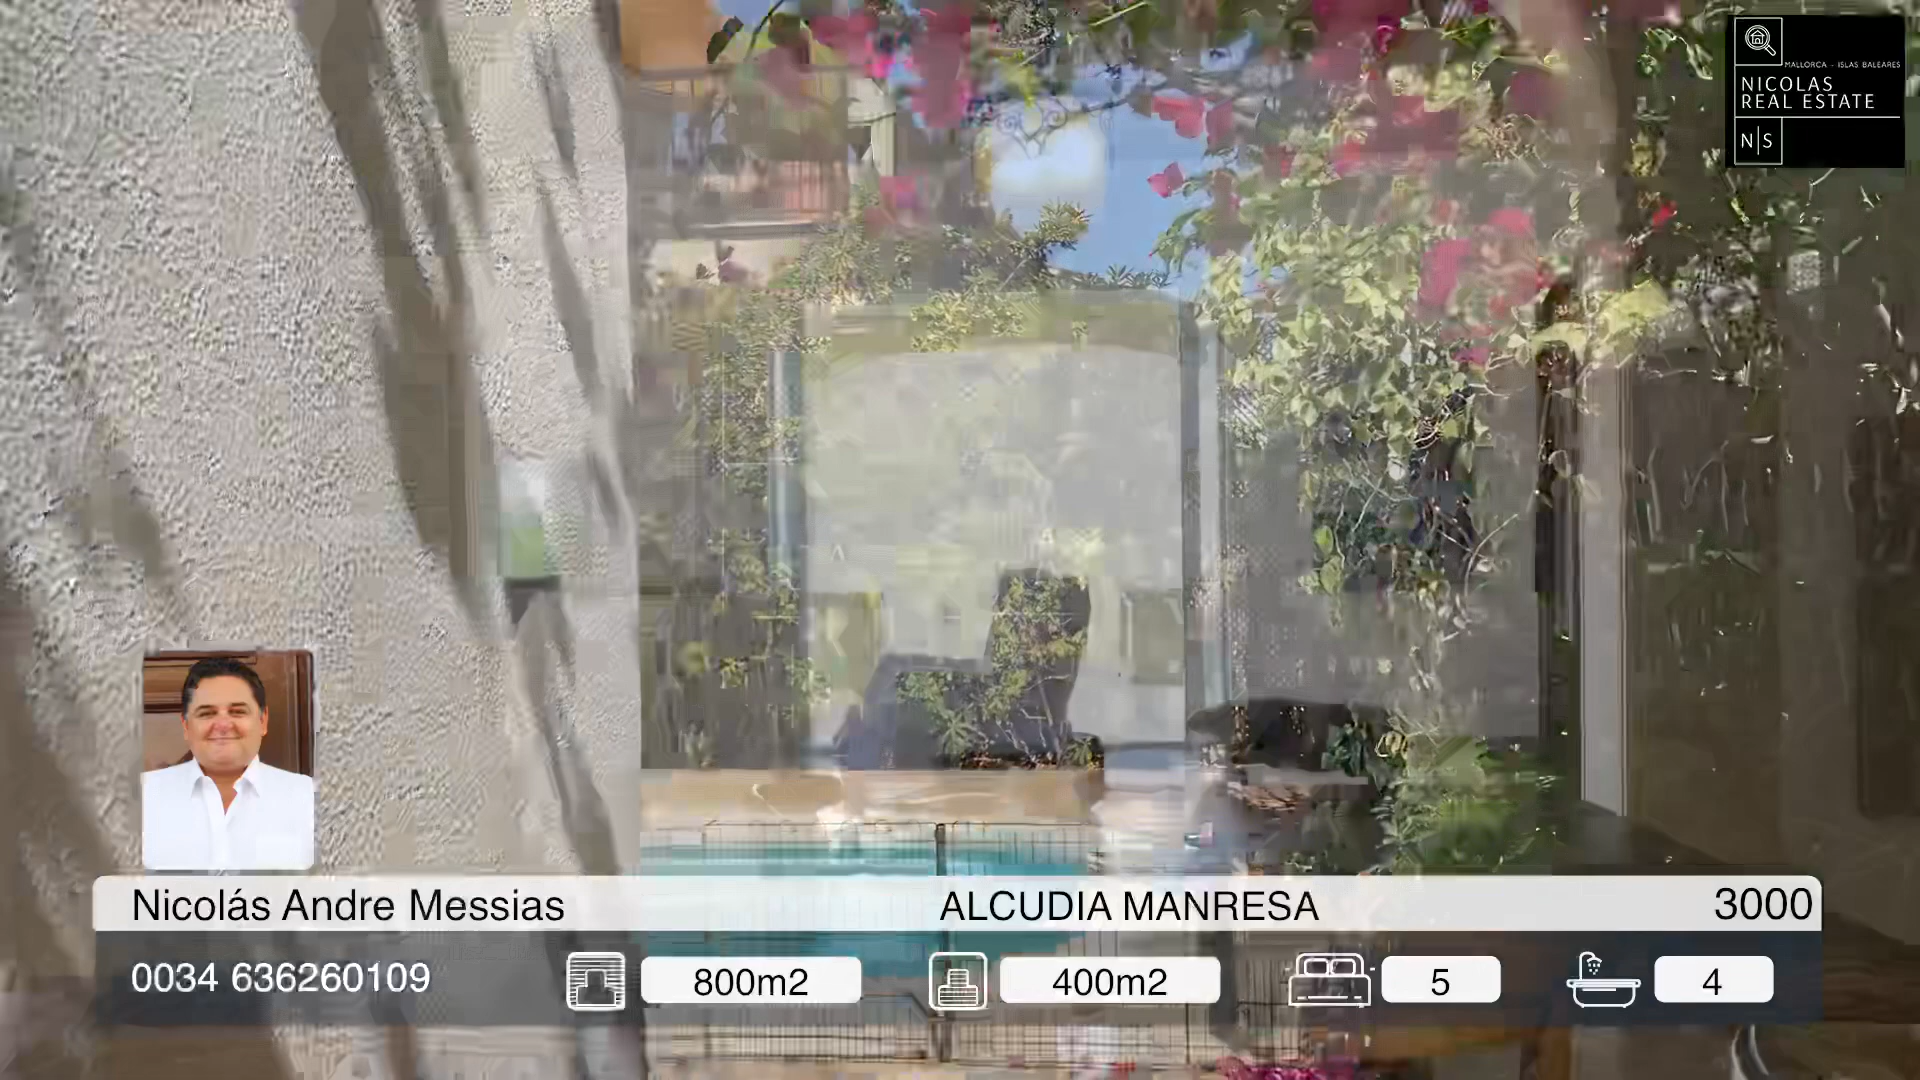 MALLORCA - ISLAS BALEARES
NICOLAS
REAL ESTATE
N|S
Nicolás Andre Messias
ALCUDIA MANRESA
3000
0034 636260109
800m2
400m2
5
4